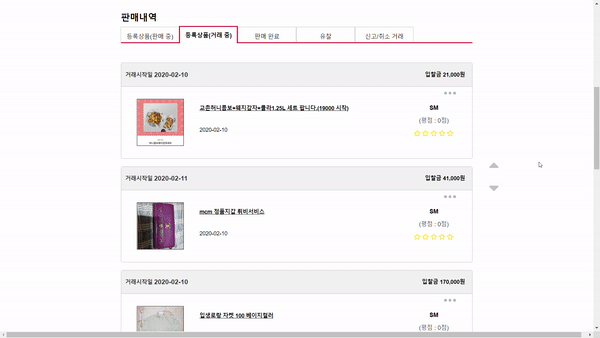 판매내역
등록상품(판매 중) 등록상품(거래 중) 판매 완료 유찰 신고/취소 거래
거래시작일 2020-02-10 입찰금 21,000원
교촌허니콤보+웨지감자+콜라1.25L 세트 팝니다.(19000 시작)
2020-02-10
SM
(평점 : 0점)
거래시작일 2020-02-11 입찰금 41,000원
mcm 정품지갑 휘비서비스
2020-02-10
SM
(평점 : 0점)
거래시작일 2020-02-10 입찰금 170,000원
입생로랑 자켓 100 베이지컬러
SM
(평점 : 0점)